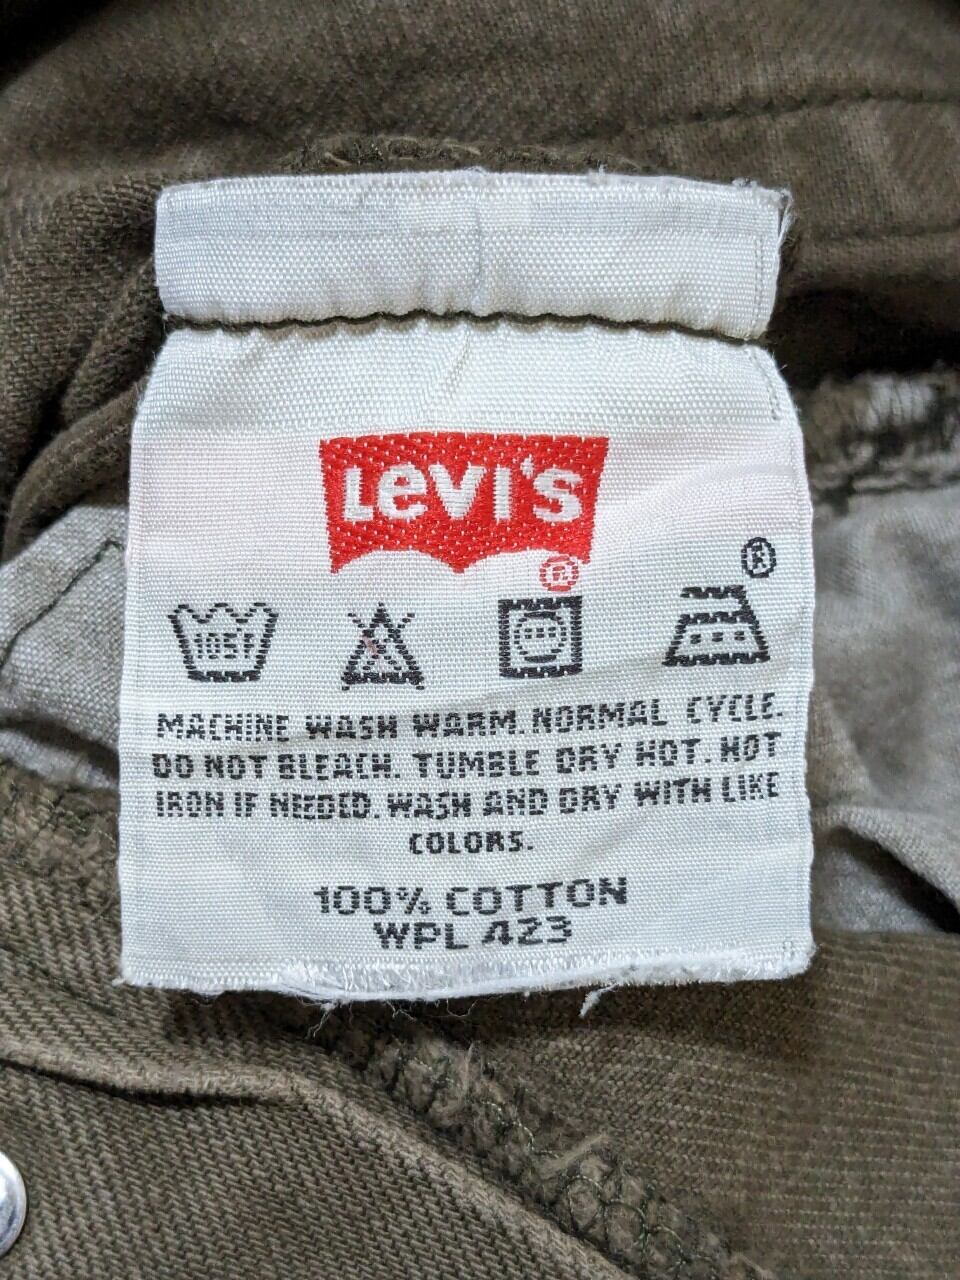 Levi's
®
®
105F
MACHINE WASH WARM. NORMAL CYCLE.
DO NOT BLEACH. TUMBLE DRY HOT. HOT
IRON IF NEEDED. WASH AND DRY WITH LIKE
COLORS.
100% COTTON
WPL 423